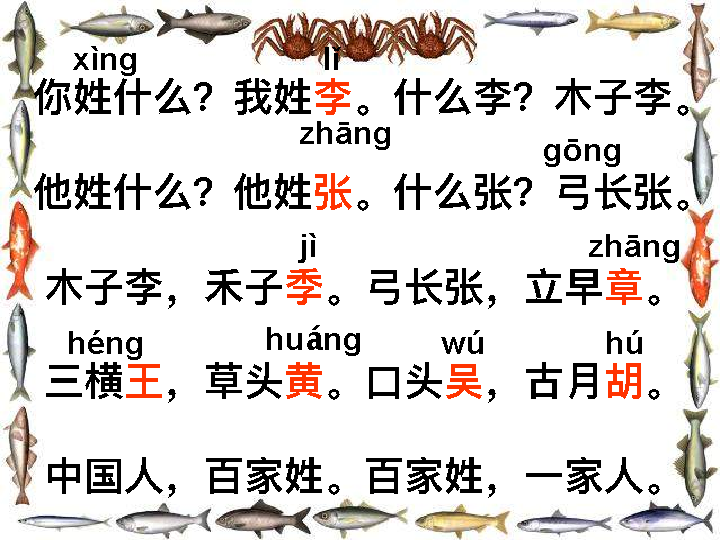 xìng lǐ
你姓什么？我姓李。什么李？木子李。
zhāng gōng
他姓什么？他姓张。什么张？弓长张。
jì zhāng
木子李，禾子季。弓长张，立早章。
héng huáng wú hú
三横王，草头黄。口头吴，古月胡。
中国人，百家姓。百家姓，一家人。